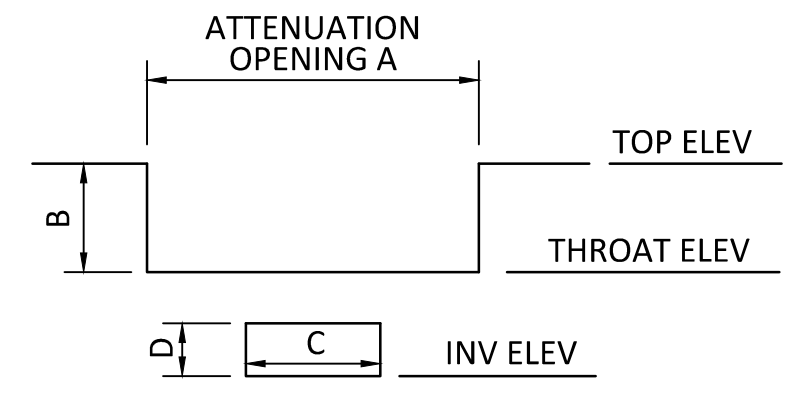 ATTENUATION
OPENING A
TOP ELEV
B
THROAT ELEV
D
C
INV ELEV